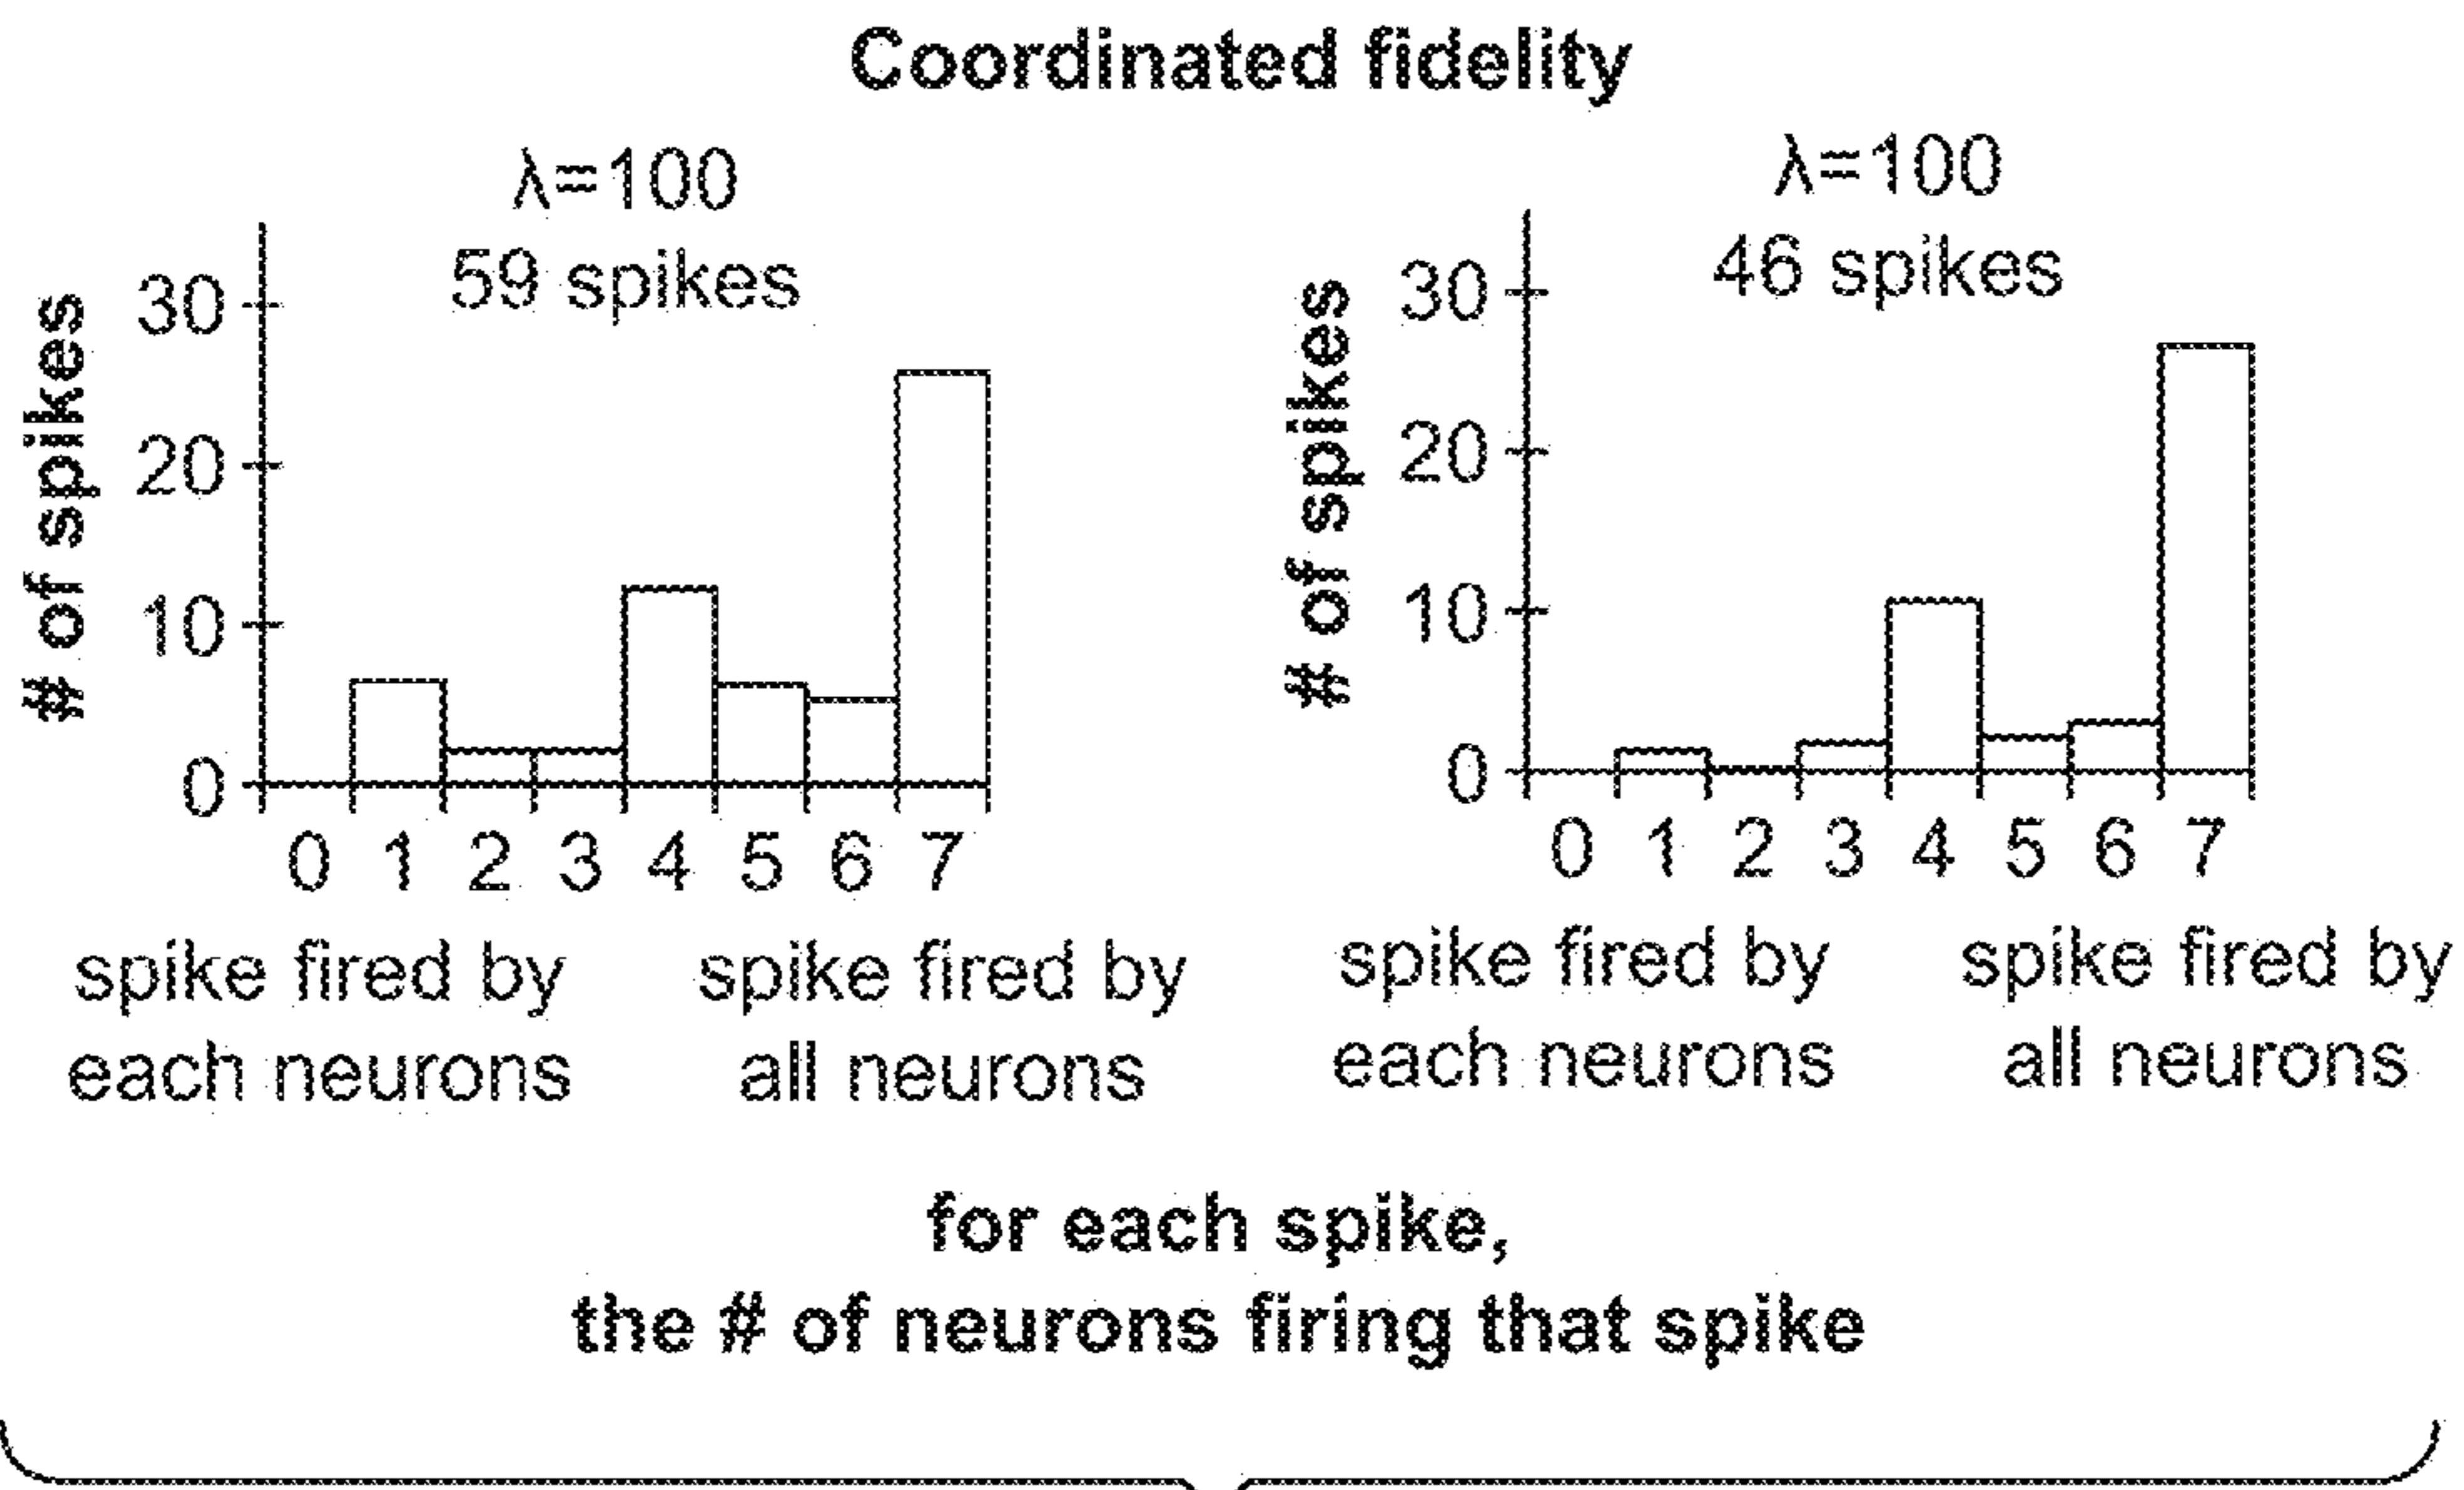 Coordinated fidelity
λ=100
59 spikes
# of spikes
30
20
10
0
0 1 2 3 4 5 6 7
spike fired by
each neurons
spike fired by
all neurons
λ=100
46 spikes
# of spikes
30
20
10
0
0 1 2 3 4 5 6 7
spike fired by
each neurons
spike fired by
all neurons
for each spike,
the # of neurons firing that spike